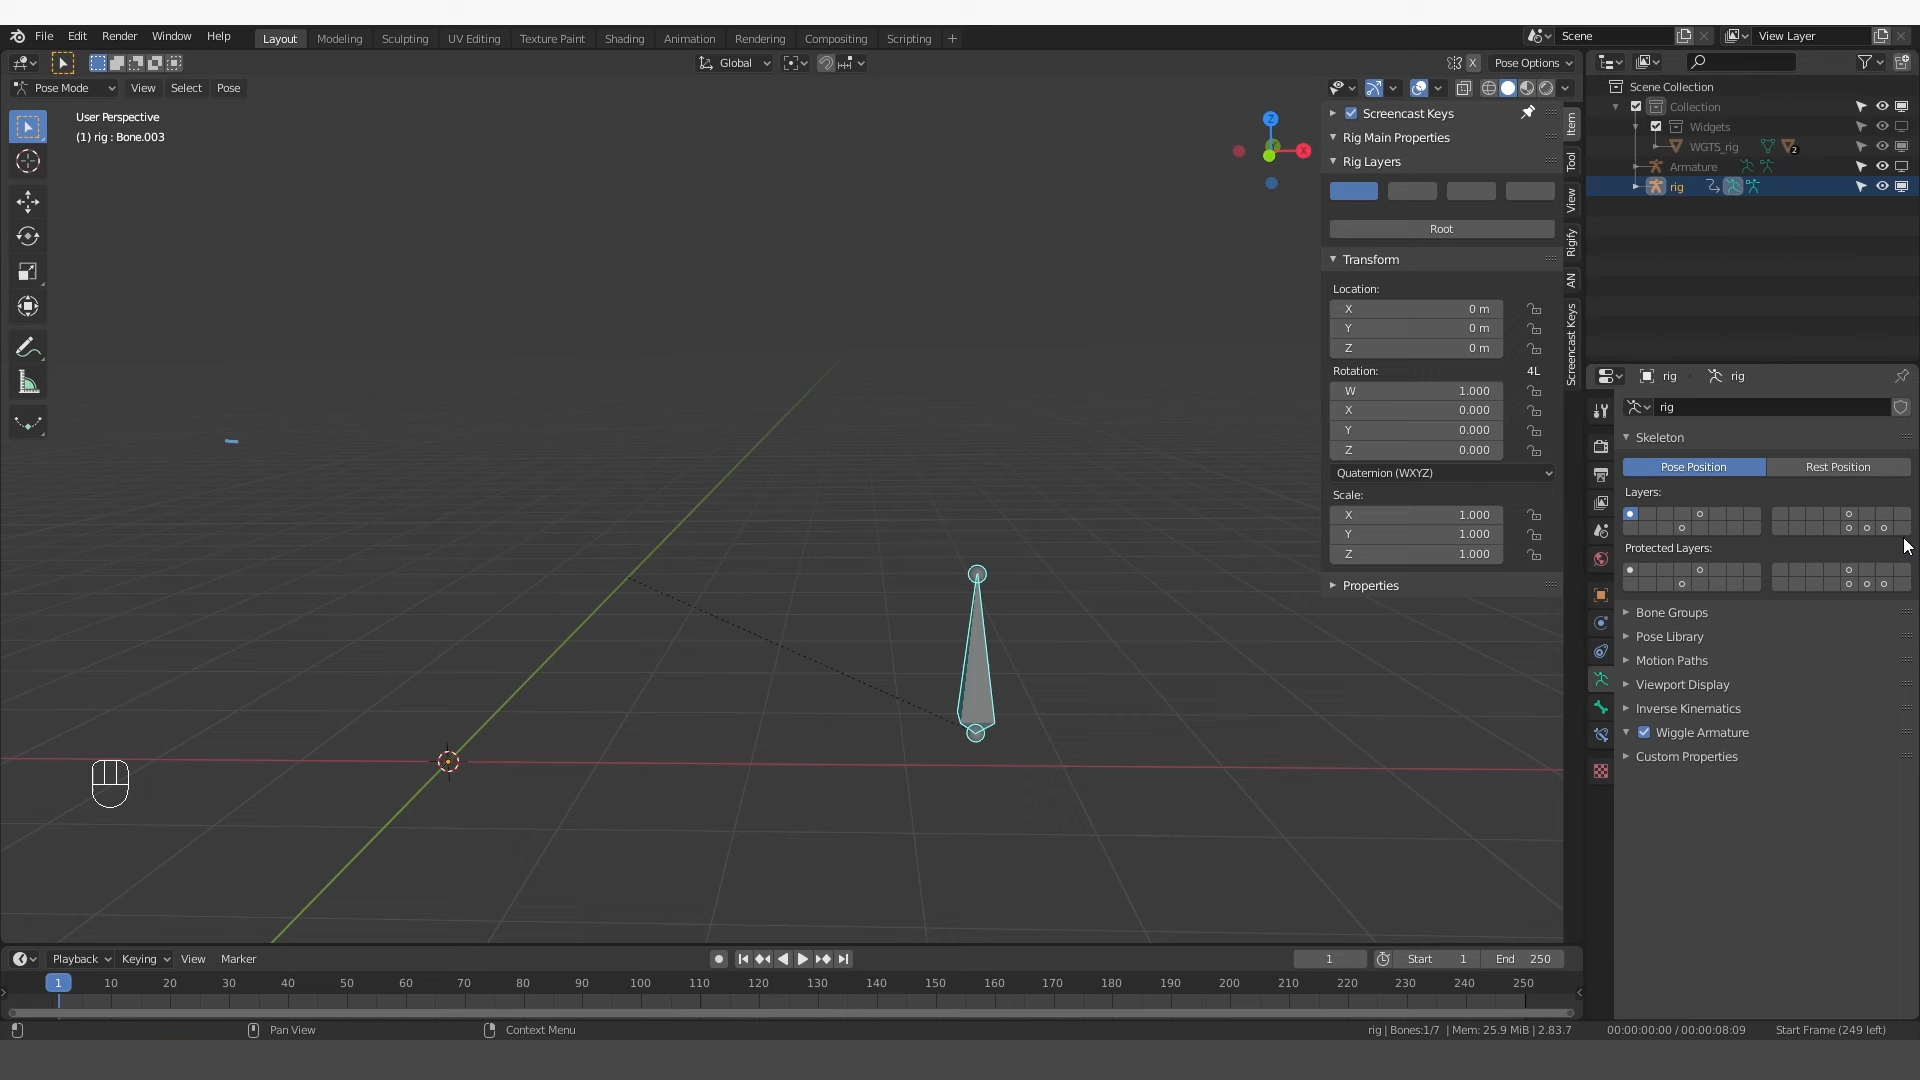 File Edit Render Window Help Layout Modeling Sculpting UV Editing Texture Paint Shading Animation Rendering Compositing Scripting + Scene View Layer
Global X Pose Options
Pose Mode View Select Pose
User Perspective
(1) rig : Bone.003
Z
X
Screencast Keys
Rig Main Properties
Rig Layers
Root
Transform
Location:
X 0 m
Y 0 m
Z 0 m
Rotation: 4L
W 1.000
X 0.000
Y 0.000
Z 0.000
Quaternion (WXYZ)
Scale:
X 1.000
Y 1.000
Z 1.000
Properties
Item
Tool
View
Rigify
AN
Screencast Keys
Scene Collection
Collection
Widgets
WGTS_rig 2
Armature
rig
rig rig
rig
Skeleton
Pose Position Rest Position
Layers:
Protected Layers:
Bone Groups
Pose Library
Motion Paths
Viewport Display
Inverse Kinematics
Wiggle Armature
Custom Properties
Playback Keying View Marker 1 Start 1 End 250
1 10 20 30 40 50 60 70 80 90 100 110 120 130 140 150 160 170 180 190 200 210 220 230 240 250
Pan View Context Menu rig | Bones:1/7 | Mem: 25.9 MiB | 2.83.7 00:00:00:00 / 00:00:08:09 Start Frame (249 left)